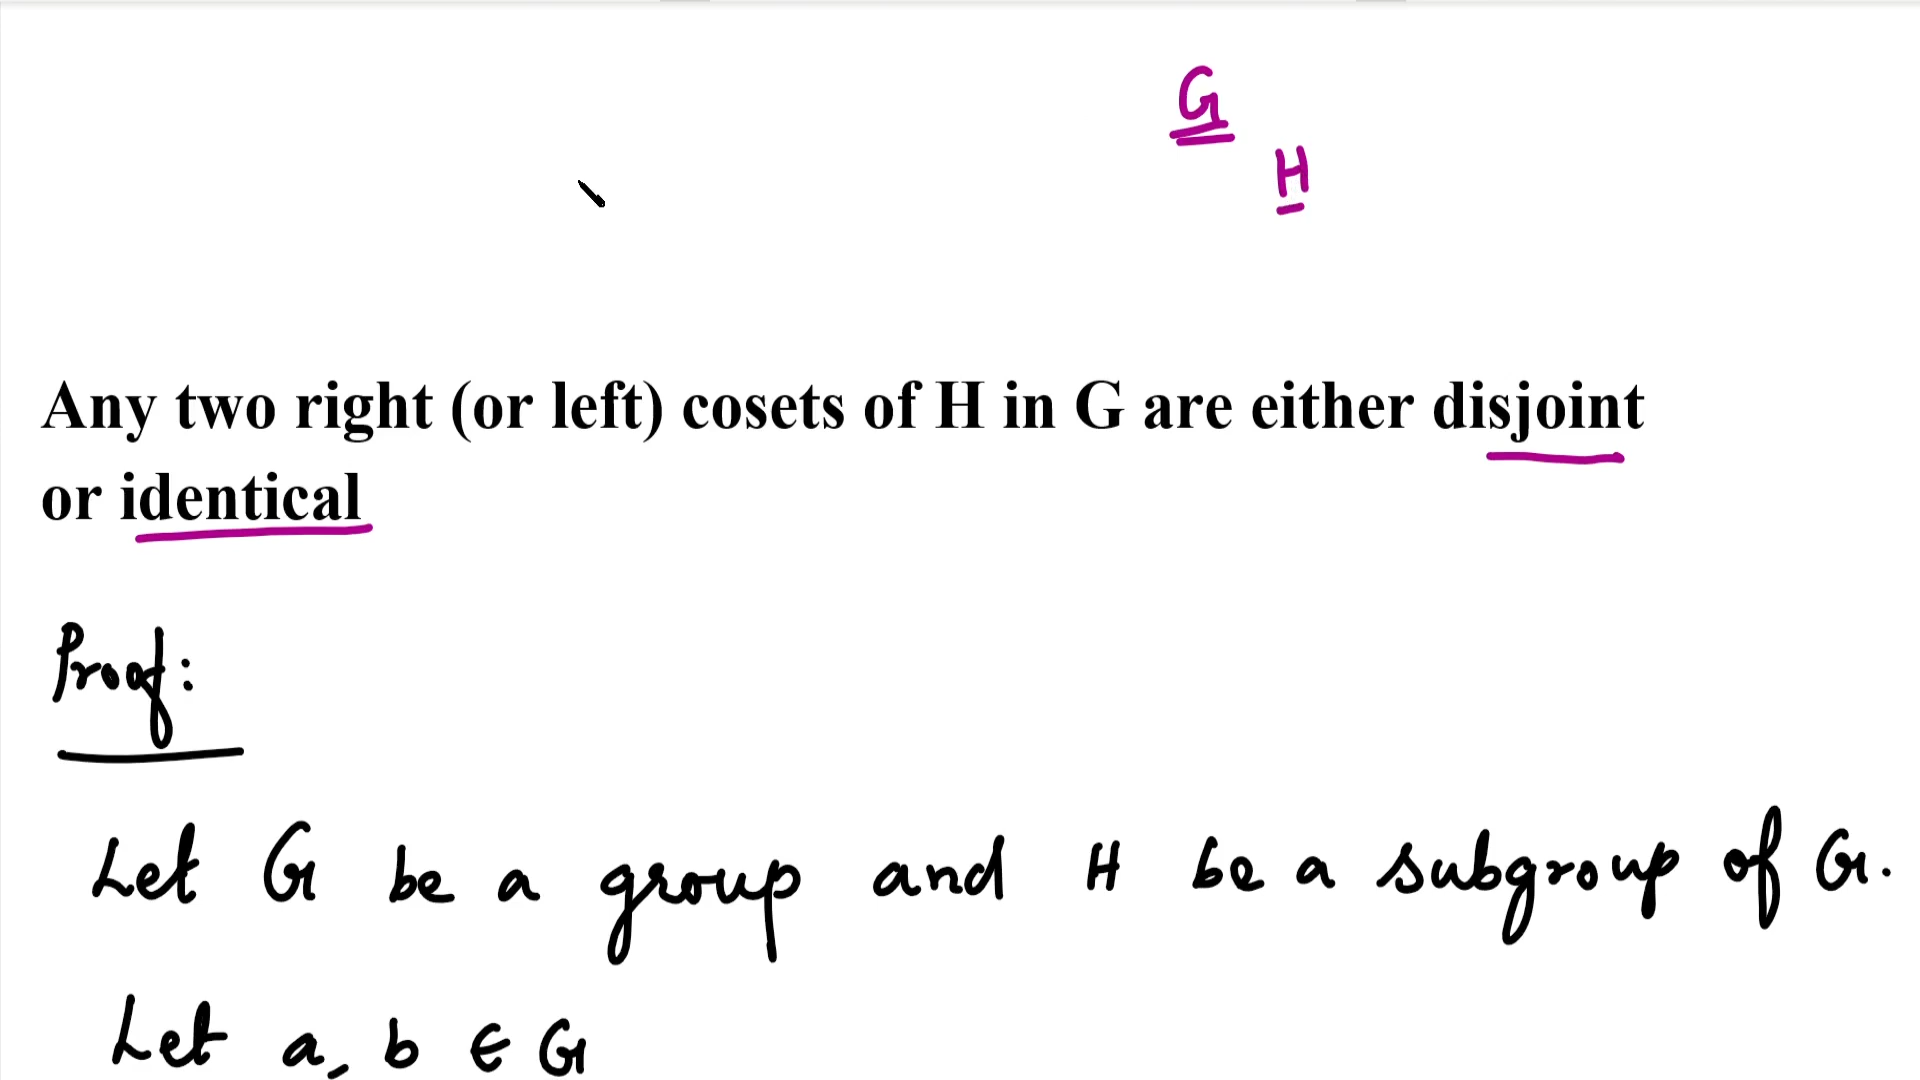 G
H
Any two right (or left) cosets of H in G are either disjoint
or identical
Proof:
Let G be a group and H be a subgroup of G.
Let a, b ∈ G